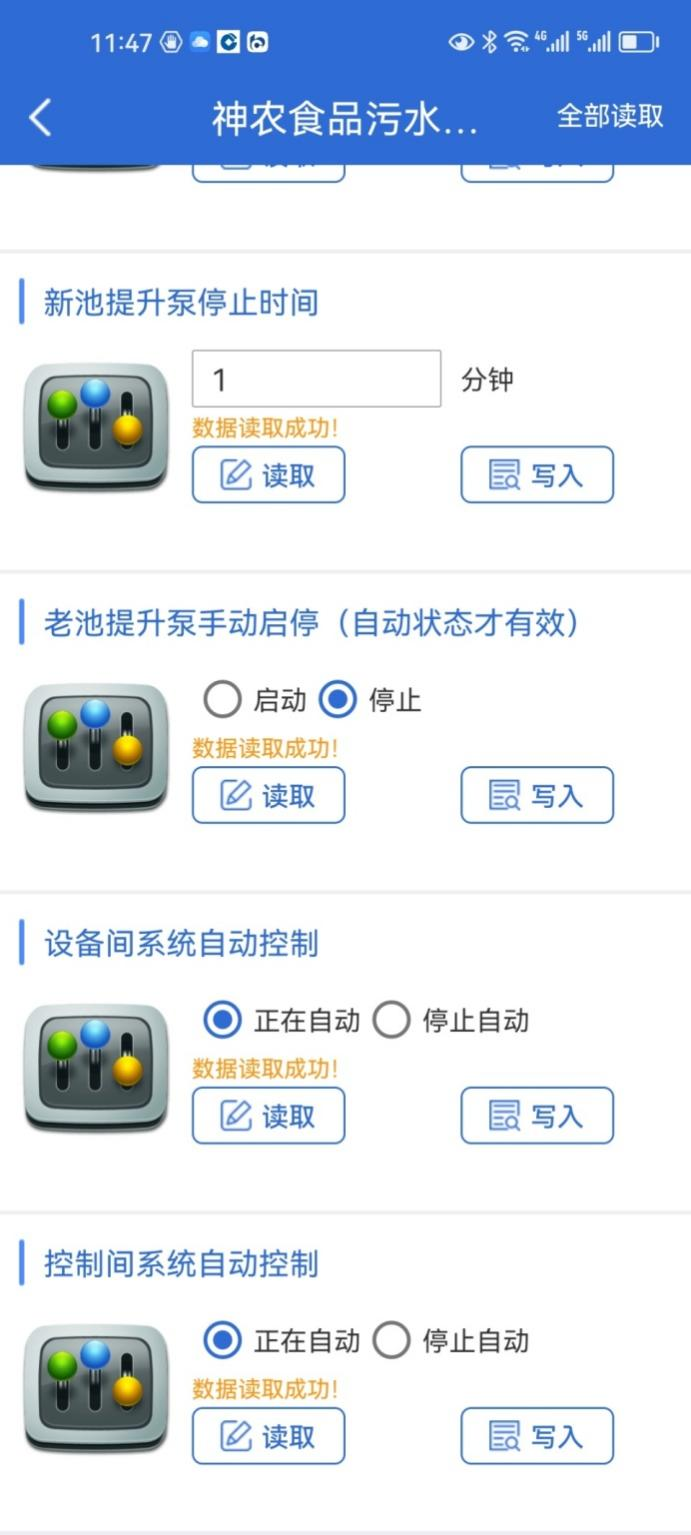 11:47 4G 5G
神农食品污水... 全部读取
新池提升泵停止时间
1 分钟
数据读取成功!
读取 写入
老池提升泵手动启停（自动状态才有效）
启动 停止
数据读取成功!
读取 写入
设备间系统自动控制
正在自动 停止自动
数据读取成功!
读取 写入
控制间系统自动控制
正在自动 停止自动
数据读取成功!
读取 写入